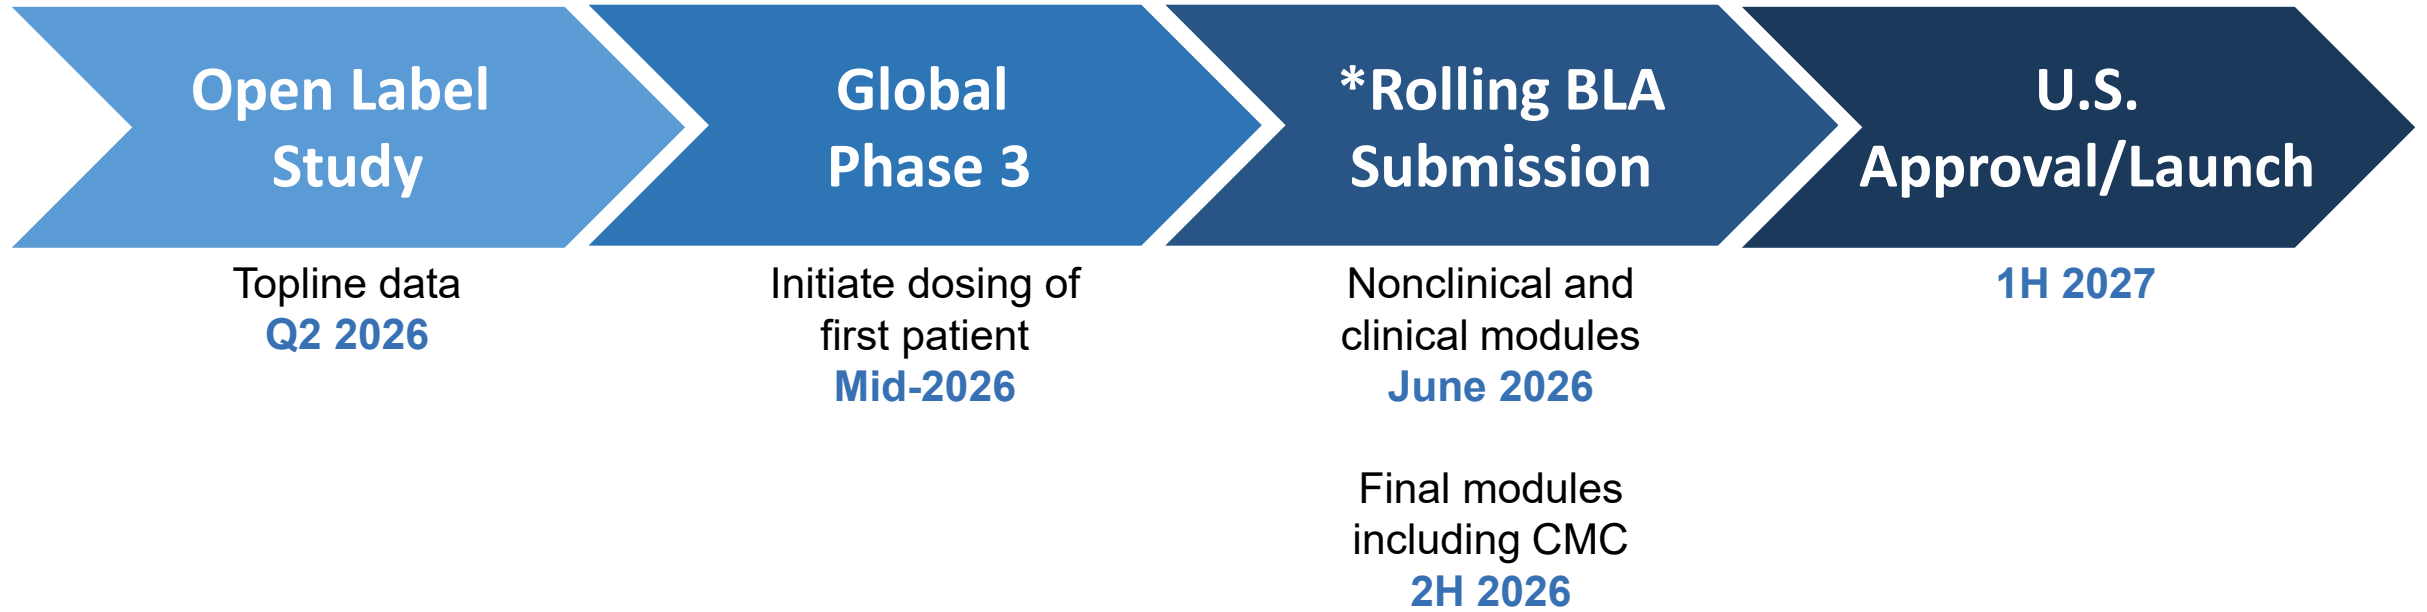 Open Label
Study
Topline data
Q2 2026
Global
Phase 3
Initiate dosing of
first patient
Mid-2026
*Rolling BLA
Submission
Nonclinical and
clinical modules
June 2026
Final modules
including CMC
2H 2026
U.S.
Approval/Launch
1H 2027